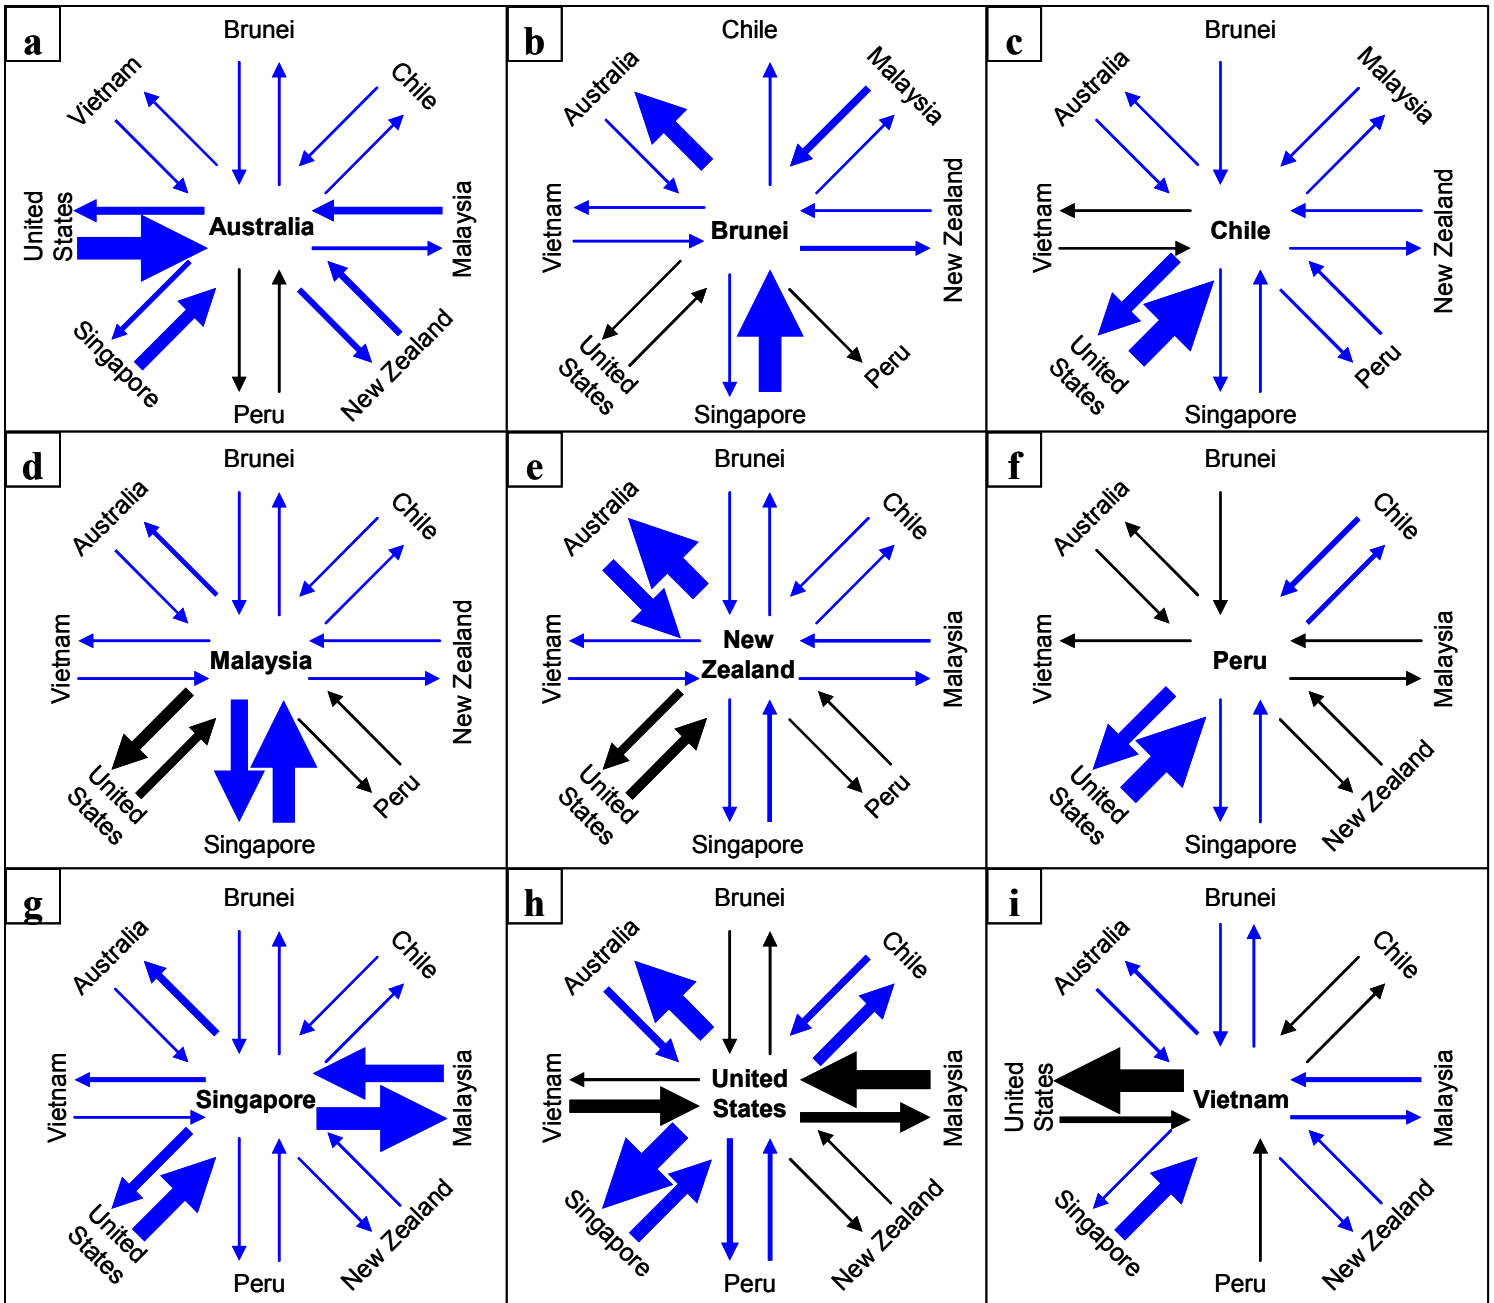 a
Brunei
Vietnam
Chile
United
States
Australia
Malaysia
Singapore
Peru
New Zealand
b
Chile
Australia
Malaysia
Vietnam
Brunei
New Zealand
United
States
Singapore
Peru
c
Brunei
Australia
Malaysia
Vietnam
Chile
New Zealand
United
States
Singapore
Peru
d
Brunei
Australia
Chile
Vietnam
Malaysia
New Zealand
United
States
Singapore
Peru
e
Brunei
Australia
Chile
Vietnam
New
Zealand
Malaysia
United
States
Singapore
Peru
f
Brunei
Australia
Chile
Vietnam
Peru
Malaysia
United
States
Singapore
New Zealand
g
Brunei
Australia
Chile
Vietnam
Singapore
Malaysia
United
States
Peru
New Zealand
h
Brunei
Australia
Chile
Vietnam
United
States
Malaysia
Singapore
Peru
New Zealand
i
Brunei
Australia
Chile
United
States
Vietnam
Malaysia
Singapore
Peru
New Zealand